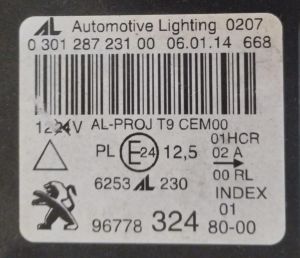 AL Automotive Lighting 0207
0 301 287 231 00 06.01.14 668
AL-PROJ T9 CEM00
01HCR
PL E24 12,5 02 A
00 RL
6253 AL 230 INDEX
01
96778 324 80-00